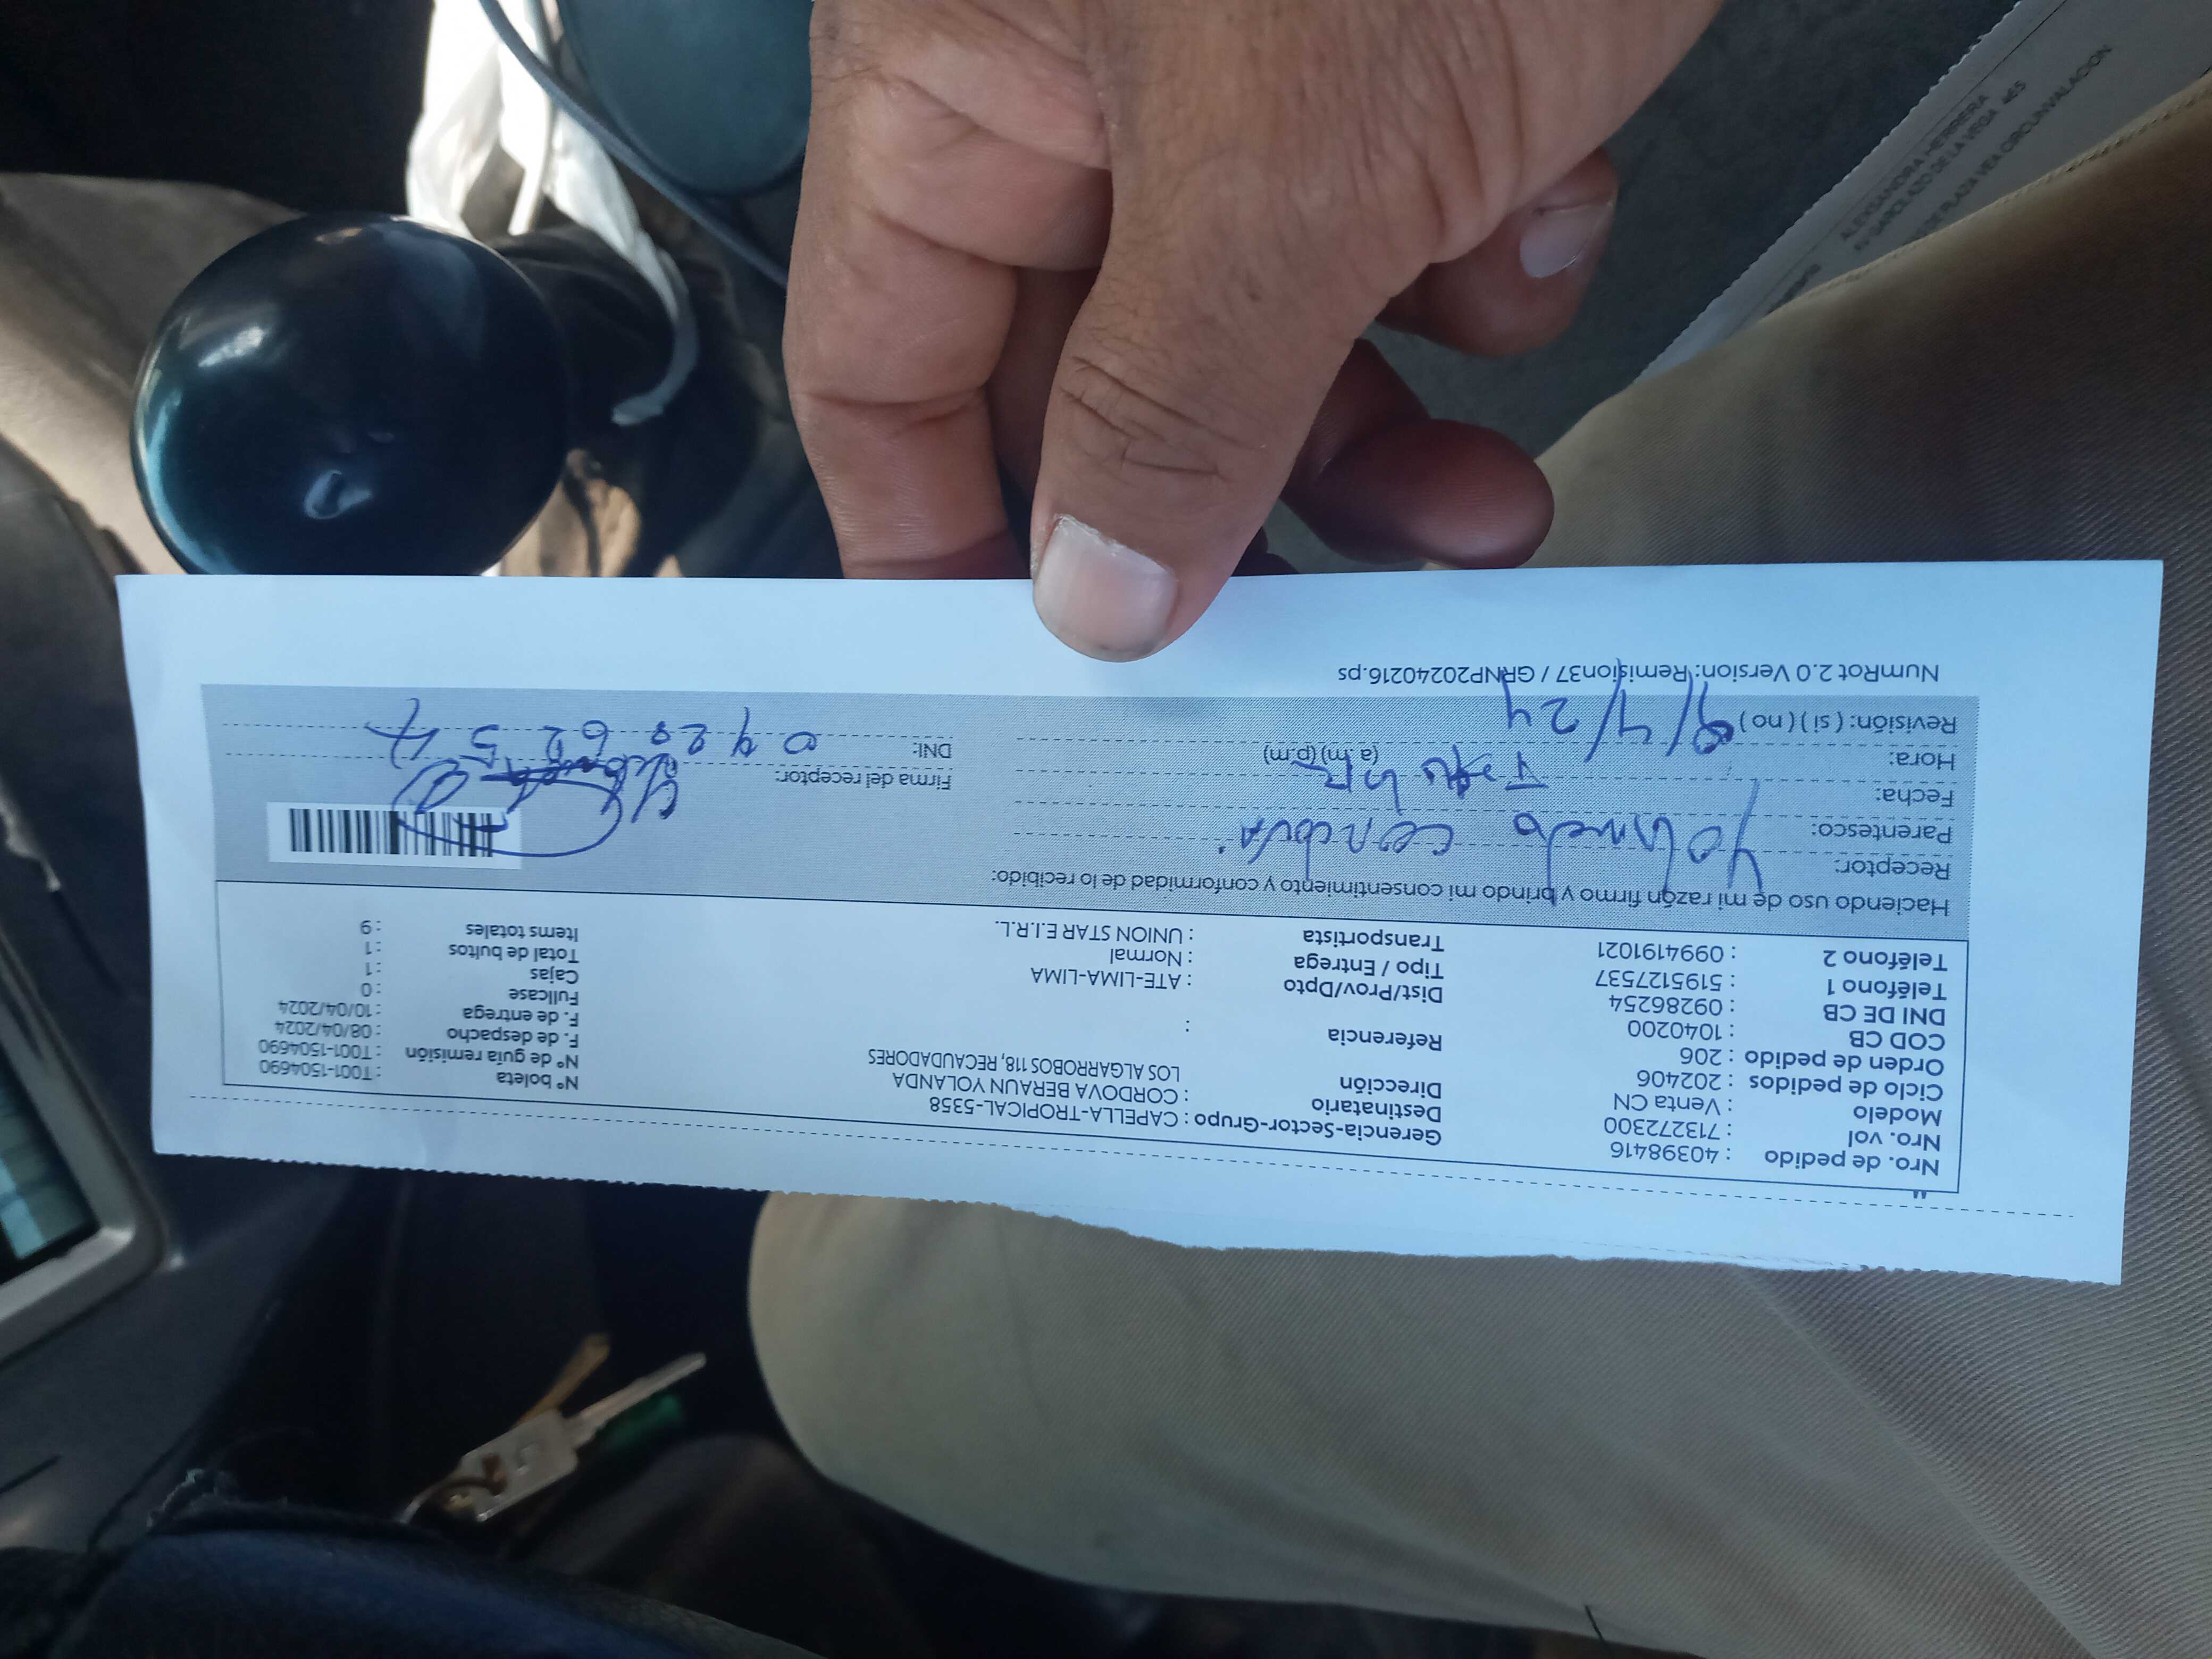 Nro. de pedido : 40398416
Nro. vol : 713272300
Modelo : Venta CN
Ciclo de pedidos : 202406
Orden de pedido : 206
COD CB : 1040200
DNI DE CB : 09286254
Teléfono 1 : 5195127537
Teléfono 2 : 0994191021
Gerencia-Sector-Grupo : CAPELLA-TROPICAL-5358
Destinatario : CORDOVA BERAUN YOLANDA
Dirección : LOS ALGARROBOS 118, RECAUDADORES
Referencia :
Dist/Prov/Dpto : ATE-LIMA-LIMA
Tipo / Entrega : Normal
Transportista : UNION STAR E.I.R.L.
Nº boleta : T001-1504690
Nº de guía remisión : T001-1504690
F. de despacho : 08/04/2024
F. de entrega : 10/04/2024
Fullcase : 0
Cajas : 1
Total de bultos : 1
Items totales : 9
Haciendo uso de mi razón firmo y brindo mi consentimiento y conformidad de lo recibido:
Receptor:
Parentesco:
Fecha:
Hora: (a.m) (p.m)
Revisión: ( si ) ( no ) 9/4/24
Firma del receptor:
DNI:
NumRot 2.0 Version: Remision37 / GRNP20240216.ps
ALEXSANDRA HERRERA